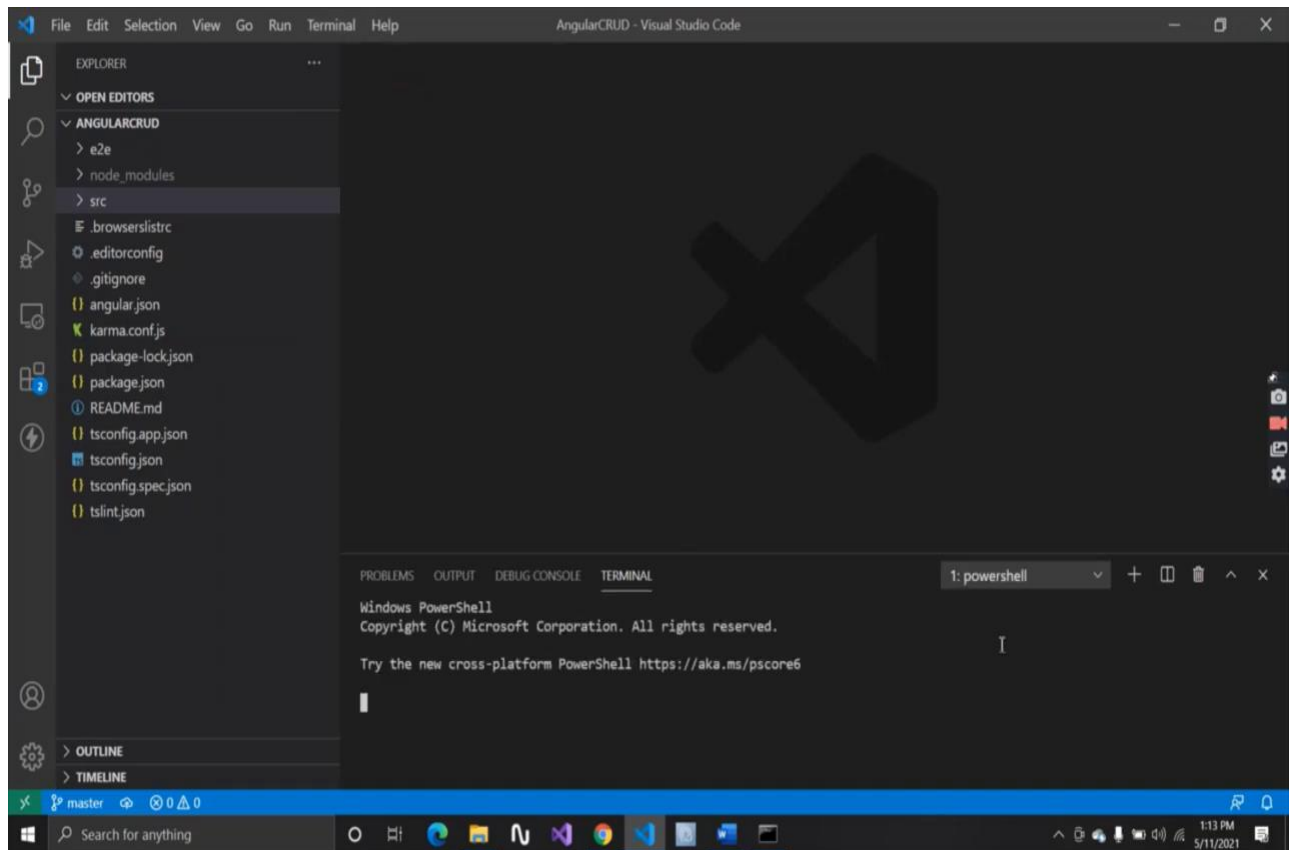 File Edit Selection View Go Run Terminal Help
AngularCRUD - Visual Studio Code
EXPLORER
OPEN EDITORS
ANGULARCRUD
e2e
node_modules
src
.browserslistrc
.editorconfig
.gitignore
angular.json
karma.conf.js
package-lock.json
package.json
README.md
tsconfig.app.json
tsconfig.json
tsconfig.spec.json
tslint.json
OUTLINE
TIMELINE
2
PROBLEMS OUTPUT DEBUG CONSOLE TERMINAL
1: powershell
Windows PowerShell
Copyright (C) Microsoft Corporation. All rights reserved.
Try the new cross-platform PowerShell https://aka.ms/pscore6
master 0 0
Search for anything
1:13 PM
5/11/2021